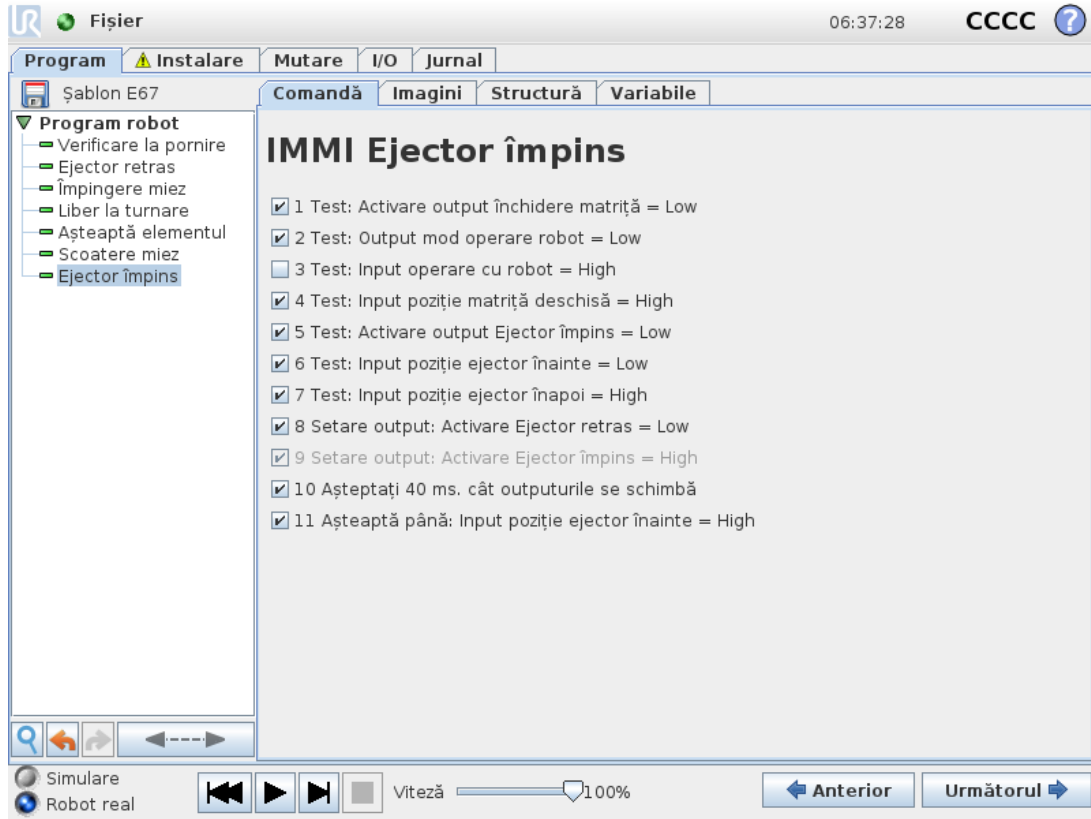 UR Fișier 06:37:28 CCCC ?
Program Instalare Mutare I/O Jurnal
Șablon E67
Comandă Imagini Structură Variabile
Program robot
Verificare la pornire
Ejector retras
Împingere miez
Liber la turnare
Așteaptă elementul
Scoatere miez
Ejector împins
IMMI Ejector împins
1 Test: Activare output închidere matriță = Low
2 Test: Output mod operare robot = Low
3 Test: Input operare cu robot = High
4 Test: Input poziție matriță deschisă = High
5 Test: Activare output Ejector împins = Low
6 Test: Input poziție ejector înainte = Low
7 Test: Input poziție ejector înapoi = High
8 Setare output: Activare Ejector retras = Low
9 Setare output: Activare Ejector împins = High
10 Așteptați 40 ms. cât outputurile se schimbă
11 Așteaptă până: Input poziție ejector înainte = High
Simulare
Robot real
Viteză 100%
Anterior Următorul